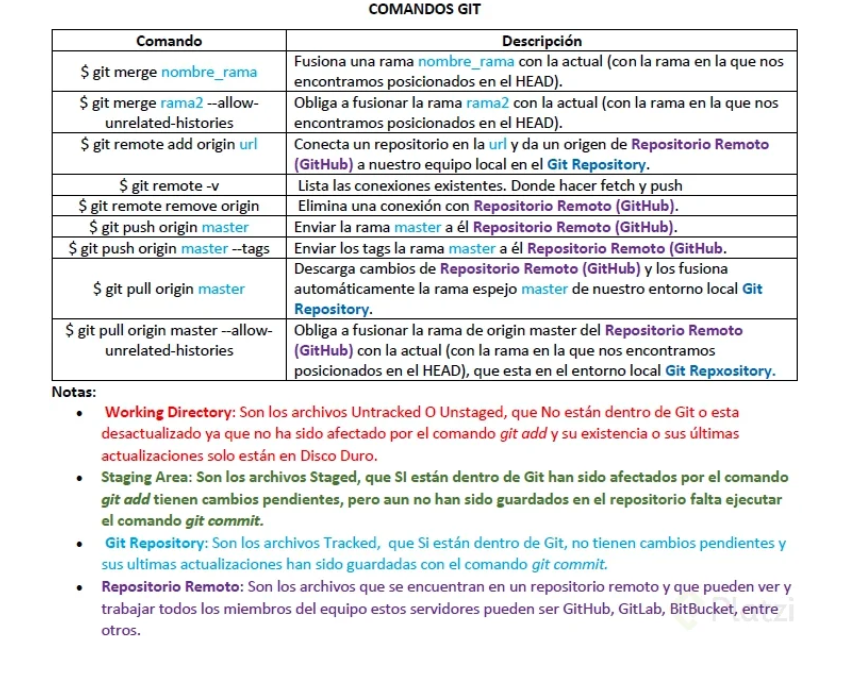 COMANDOS GIT
Comando Descripción
$ git merge nombre_rama
Fusiona una rama nombre_rama con la actual (con la rama en la que nos
encontramos posicionados en el HEAD).
$ git merge rama2 --allow-
unrelated-histories
Obliga a fusionar la rama rama2 con la actual (con la rama en la que nos
encontramos posicionados en el HEAD).
$ git remote add origin url
Conecta un repositorio en la url y da un origen de Repositorio Remoto
(GitHub) a nuestro equipo local en el Git Repository.
$ git remote -v
Lista las conexiones existentes. Donde hacer fetch y push
$ git remote remove origin
Elimina una conexión con Repositorio Remoto (GitHub).
$ git push origin master
Enviar la rama master a él Repositorio Remoto (GitHub).
$ git push origin master --tags
Enviar los tags la rama master a él Repositorio Remoto (GitHub.
$ git pull origin master
Descarga cambios de Repositorio Remoto (GitHub) y los fusiona
automáticamente la rama espejo master de nuestro entorno local Git
Repository.
$ git pull origin master --allow-
unrelated-histories
Obliga a fusionar la rama de origin master del Repositorio Remoto
(GitHub) con la actual (con la rama en la que nos encontramos
posicionados en el HEAD), que esta en el entorno local Git Repxository.
Notas:
• Working Directory: Son los archivos Untracked O Unstaged, que No están dentro de Git o esta
desactualizado ya que no ha sido afectado por el comando git add y su existencia o sus últimas
actualizaciones solo están en Disco Duro.
• Staging Area: Son los archivos Staged, que SI están dentro de Git han sido afectados por el comando
git add tienen cambios pendientes, pero aun no han sido guardados en el repositorio falta ejecutar
el comando git commit.
• Git Repository: Son los archivos Tracked, que Si están dentro de Git, no tienen cambios pendientes y
sus ultimas actualizaciones han sido guardadas con el comando git commit.
• Repositorio Remoto: Son los archivos que se encuentran en un repositorio remoto y que pueden ver y
trabajar todos los miembros del equipo estos servidores pueden ser GitHub, GitLab, BitBucket, entre
otros.
Platzi